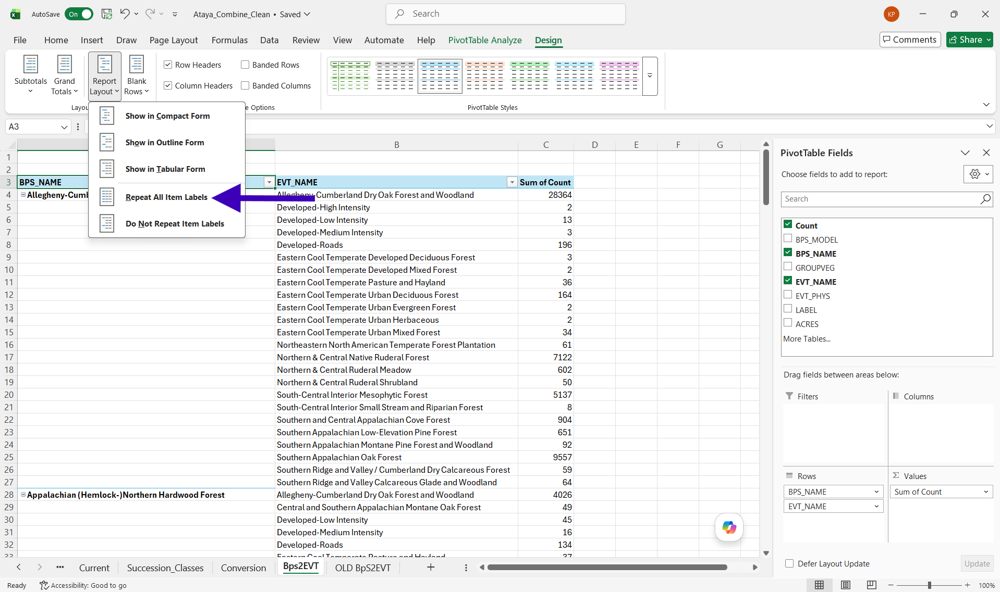 AutoSave On Ataya_Combine_Clean • Saved Search KP
File Home Insert Draw Page Layout Formulas Data Review View Automate Help PivotTable Analyze Design Comments Share
Subtotals
Grand Totals
Report Layout
Blank Rows
Row Headers Banded Rows
Column Headers Banded Columns
e Options
PivotTable Styles
Layou
A3
Show in Compact Form
Show in Outline Form
Show in Tabular Form
Repeat All Item Labels
Do Not Repeat Item Labels
B C D E F G
1
2
3 BPS_NAME EVT_NAME Sum of Count
4 Allegheny-Cumb Allegheny-Cumberland Dry Oak Forest and Woodland 28364
5 Developed-High Intensity 2
6 Developed-Low Intensity 13
7 Developed-Medium Intensity 3
8 Developed-Roads 196
9 Eastern Cool Temperate Developed Deciduous Forest 3
10 Eastern Cool Temperate Developed Mixed Forest 2
11 Eastern Cool Temperate Pasture and Hayland 36
12 Eastern Cool Temperate Urban Deciduous Forest 164
13 Eastern Cool Temperate Urban Evergreen Forest 2
14 Eastern Cool Temperate Urban Herbaceous 2
15 Eastern Cool Temperate Urban Mixed Forest 34
16 Northeastern North American Temperate Forest Plantation 61
17 Northern & Central Native Ruderal Forest 7122
18 Northern & Central Ruderal Meadow 602
19 Northern & Central Ruderal Shrubland 50
20 South-Central Interior Mesophytic Forest 5137
21 South-Central Interior Small Stream and Riparian Forest 8
22 Southern and Central Appalachian Cove Forest 904
23 Southern Appalachian Low-Elevation Pine Forest 651
24 Southern Appalachian Montane Pine Forest and Woodland 92
25 Southern Appalachian Oak Forest 9557
26 Southern Ridge and Valley / Cumberland Dry Calcareous Forest 59
27 Southern Ridge and Valley Calcareous Glade and Woodland 64
28 Appalachian (Hemlock-)Northern Hardwood Forest Allegheny-Cumberland Dry Oak Forest and Woodland 4026
29 Central and Southern Appalachian Montane Oak Forest 49
30 Developed-Low Intensity 45
31 Developed-Medium Intensity 16
32 Developed-Roads 134
33 Eastern Cool Temperate Pasture and Hayland 37
PivotTable Fields
Choose fields to add to report:
Search
Count
BPS_MODEL
BPS_NAME
GROUPVEG
EVT_NAME
EVT_PHYS
LABEL
ACRES
More Tables...
Drag fields between areas below:
Filters Columns
Rows Σ Values
BPS_NAME Sum of Count
EVT_NAME
Defer Layout Update Update
Current Succession_Classes Conversion Bps2EVT OLD BpS2EVT
Ready Accessibility: Good to go 100%